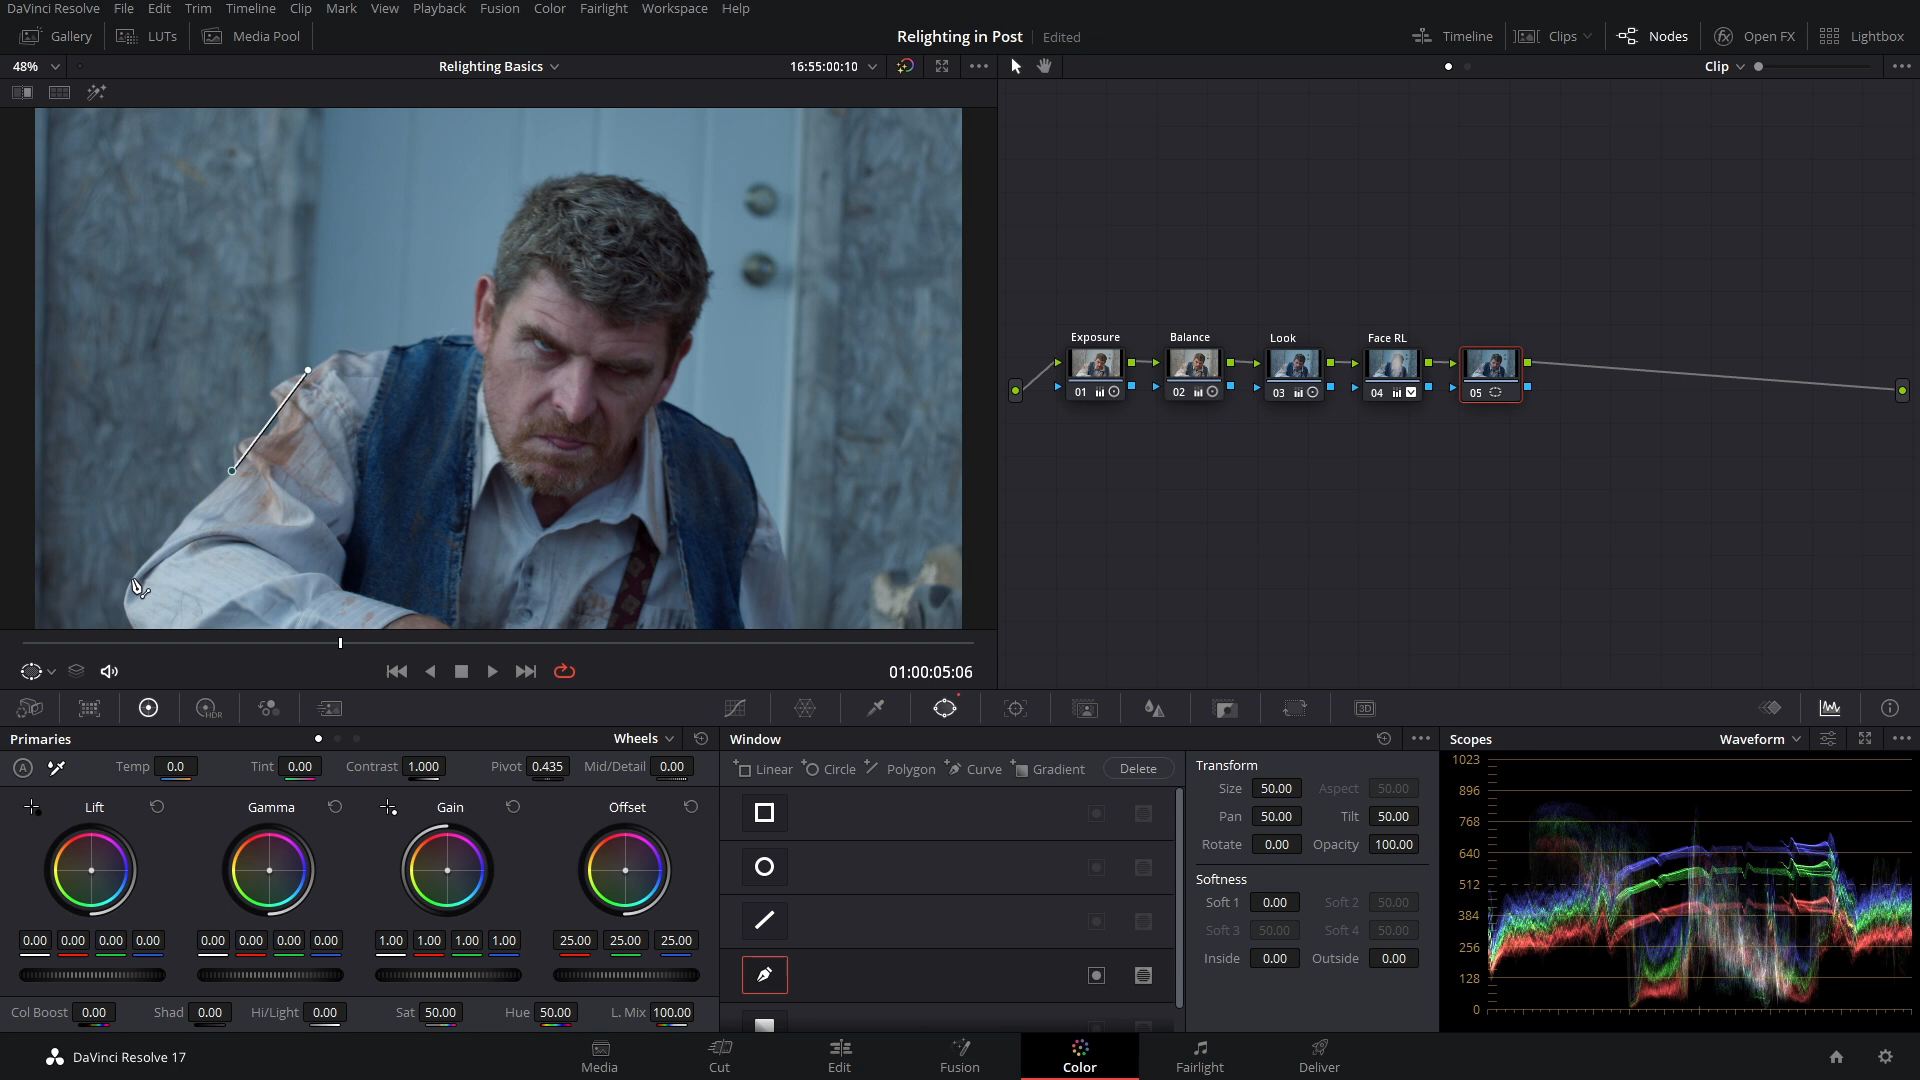 DaVinci Resolve File Edit Trim Timeline Clip Mark View Playback Fusion Color Fairlight Workspace Help
Gallery LUTs Media Pool Relighting in Post Edited Timeline Clips Nodes Open FX Lightbox
48% Relighting Basics 16:55:00:10 Clip
Exposure Balance Look Face RL
01 02 03 04 05
01:00:05:06
HDR 3D
Primaries Wheels Window Scopes Waveform
A Temp 0.0 Tint 0.00 Contrast 1.000 Pivot 0.435 Mid/Detail 0.00
Lift Gamma Gain Offset
0.00 0.00 0.00 0.00 0.00 0.00 0.00 0.00 1.00 1.00 1.00 1.00 25.00 25.00 25.00
Col Boost 0.00 Shad 0.00 Hi/Light 0.00 Sat 50.00 Hue 50.00 L. Mix 100.00
Linear Circle Polygon Curve Gradient Delete
Transform
Size 50.00 Aspect 50.00
Pan 50.00 Tilt 50.00
Rotate 0.00 Opacity 100.00
Softness
Soft 1 0.00 Soft 2 50.00
Soft 3 50.00 Soft 4 50.00
Inside 0.00 Outside 0.00
1023
896
768
640
512
384
256
128
0
DaVinci Resolve 17 Media Cut Edit Fusion Color Fairlight Deliver